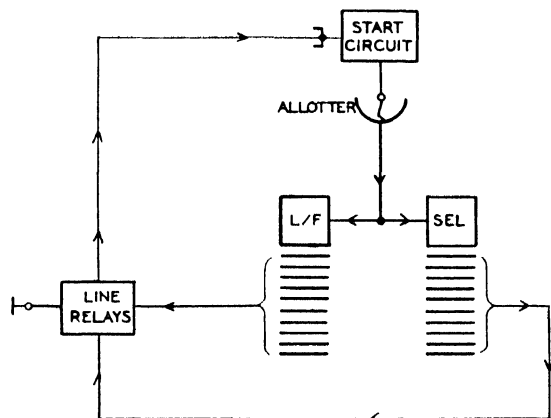 START
CIRCUIT
ALLOTTER
L/F
SEL
LINE
RELAYS